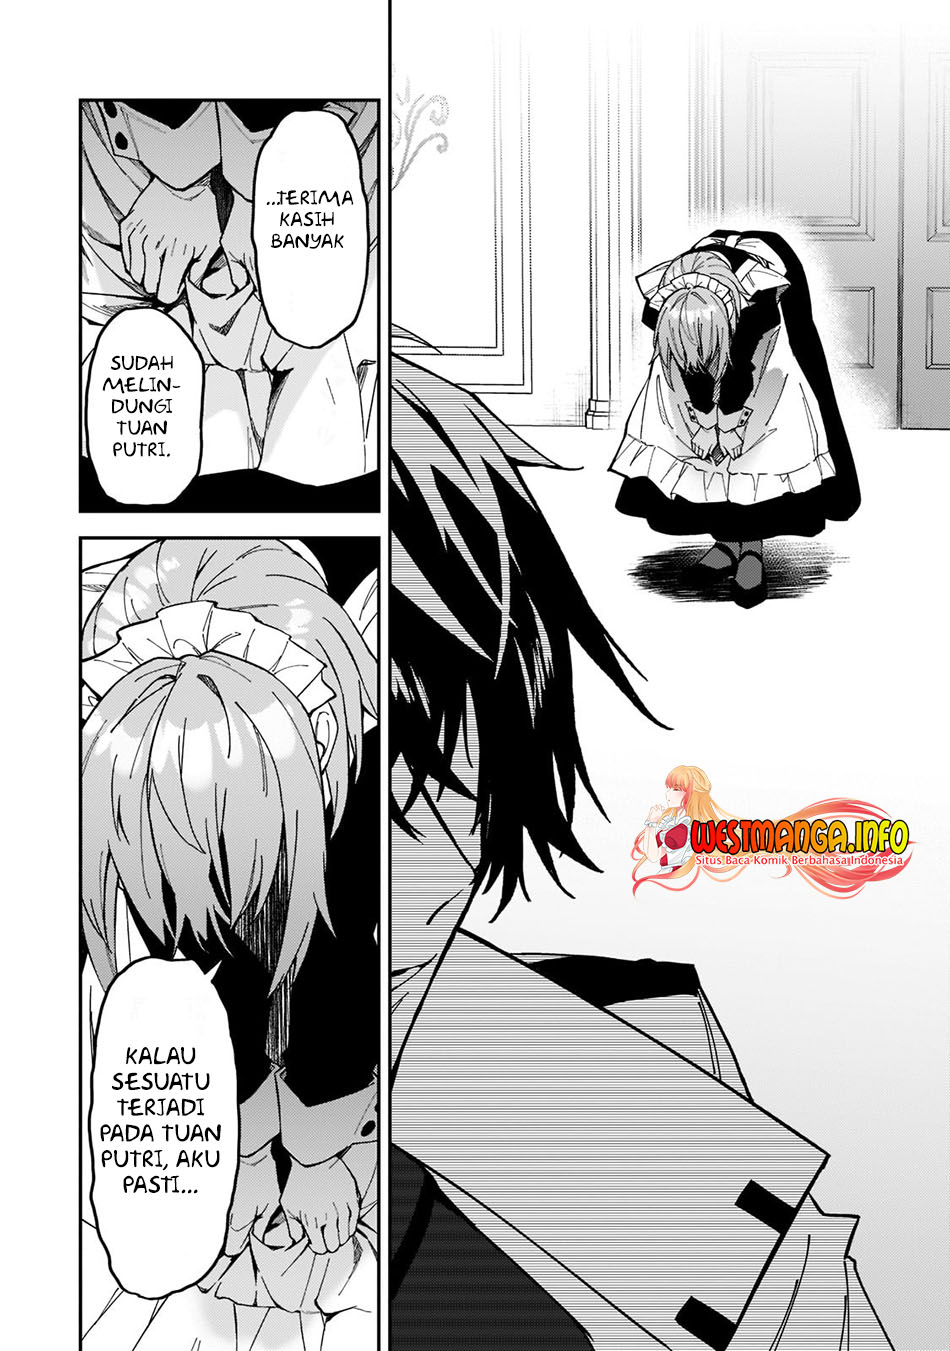 ...TERIMA
KASIH
BANYAK
SUDAH
MELIN-
DUNGI
TUAN
PUTRI.
KALAU
SESUATU
TERJADI
PADA TUAN
PUTRI, AKU
PASTI...
WESTMANGA.INFO
Situs Baca Komik Berbahasa Indonesia